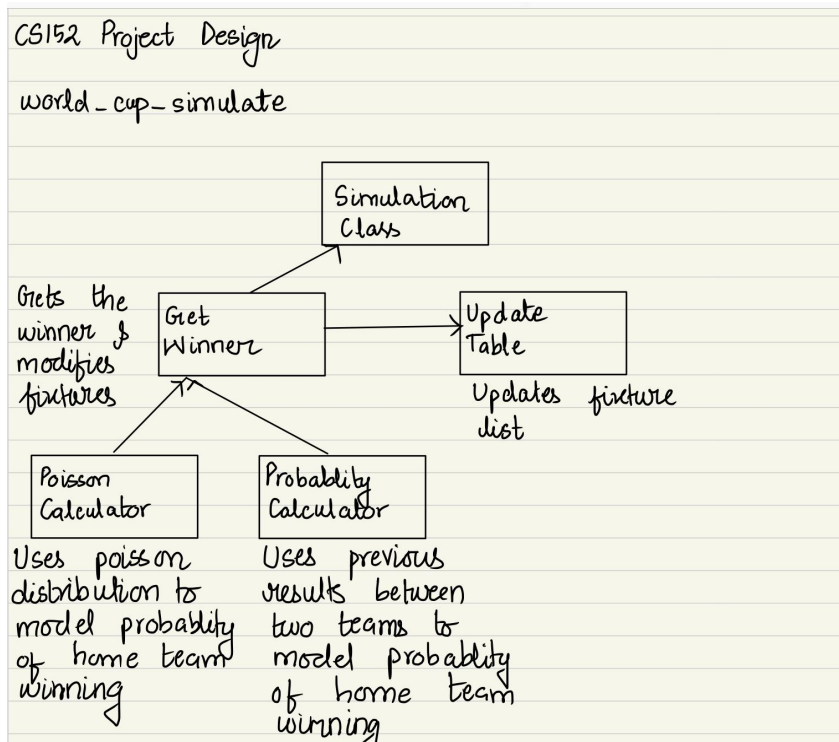 CS152 Project Design
world_cup_simulate
Simulation
Class
Gets the
winner &
modifies
fixtures
Get
Winner
Update
Table
Updates fixture
list
Poisson
Calculator
Probablity
Calculator
Uses poisson
distribution to
model probablity
of home team
winning
Uses previous
results between
two teams to
model probablity
of home team
winning